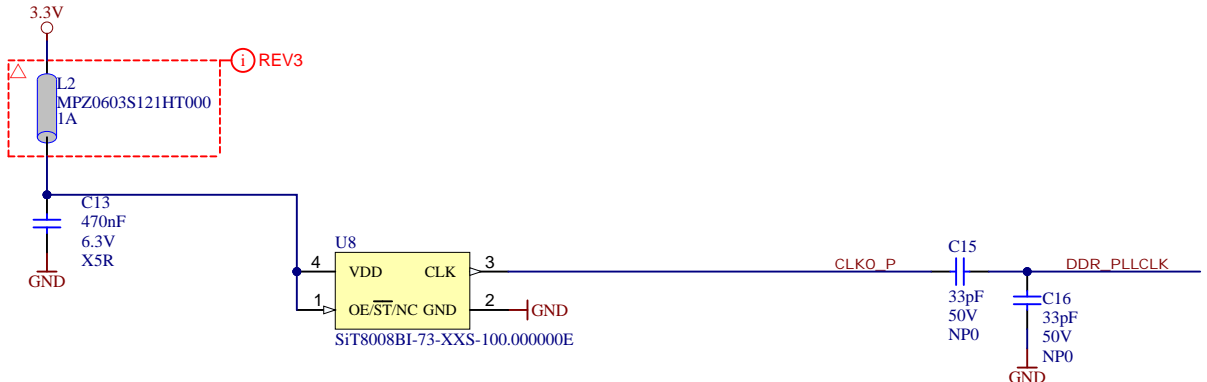 3.3V
i REV3
L2
MPZ0603S121HT000
1A
C13
470nF
6.3V
X5R
GND
U8
4 VDD CLK 3
1 OE/ST/NC GND 2 GND
SiT8008BI-73-XXS-100.000000E
CLK0_P
C15
33pF
50V
NP0
DDR_PLLCLK
C16
33pF
50V
NP0
GND